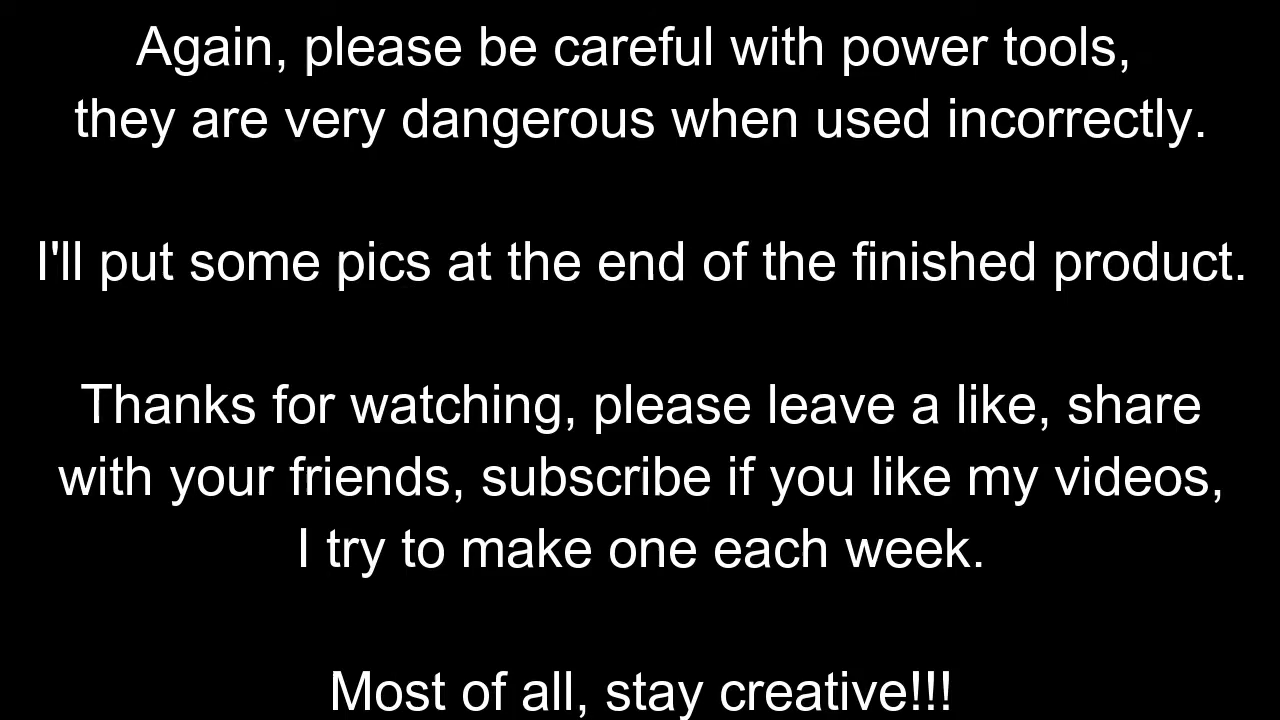 Again, please be careful with power tools,
they are very dangerous when used incorrectly.
I'll put some pics at the end of the finished product.
Thanks for watching, please leave a like, share
with your friends, subscribe if you like my videos,
I try to make one each week.
Most of all, stay creative!!!